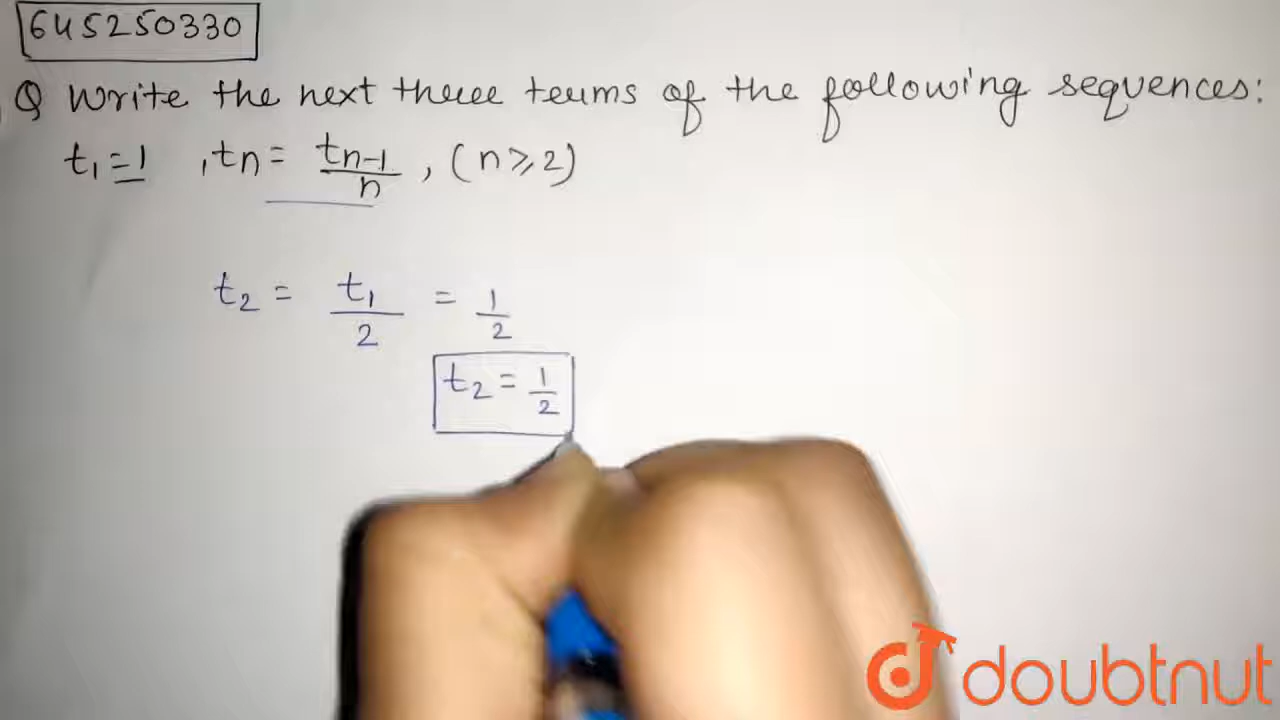 645250330
Q Write the next three terms of the following sequences:
t₁ = 1 , tn = tn-1/n , (n ⩾ 2)
t₂ = t₁/2 = 1/2
t₂ = 1/2
doubtnut